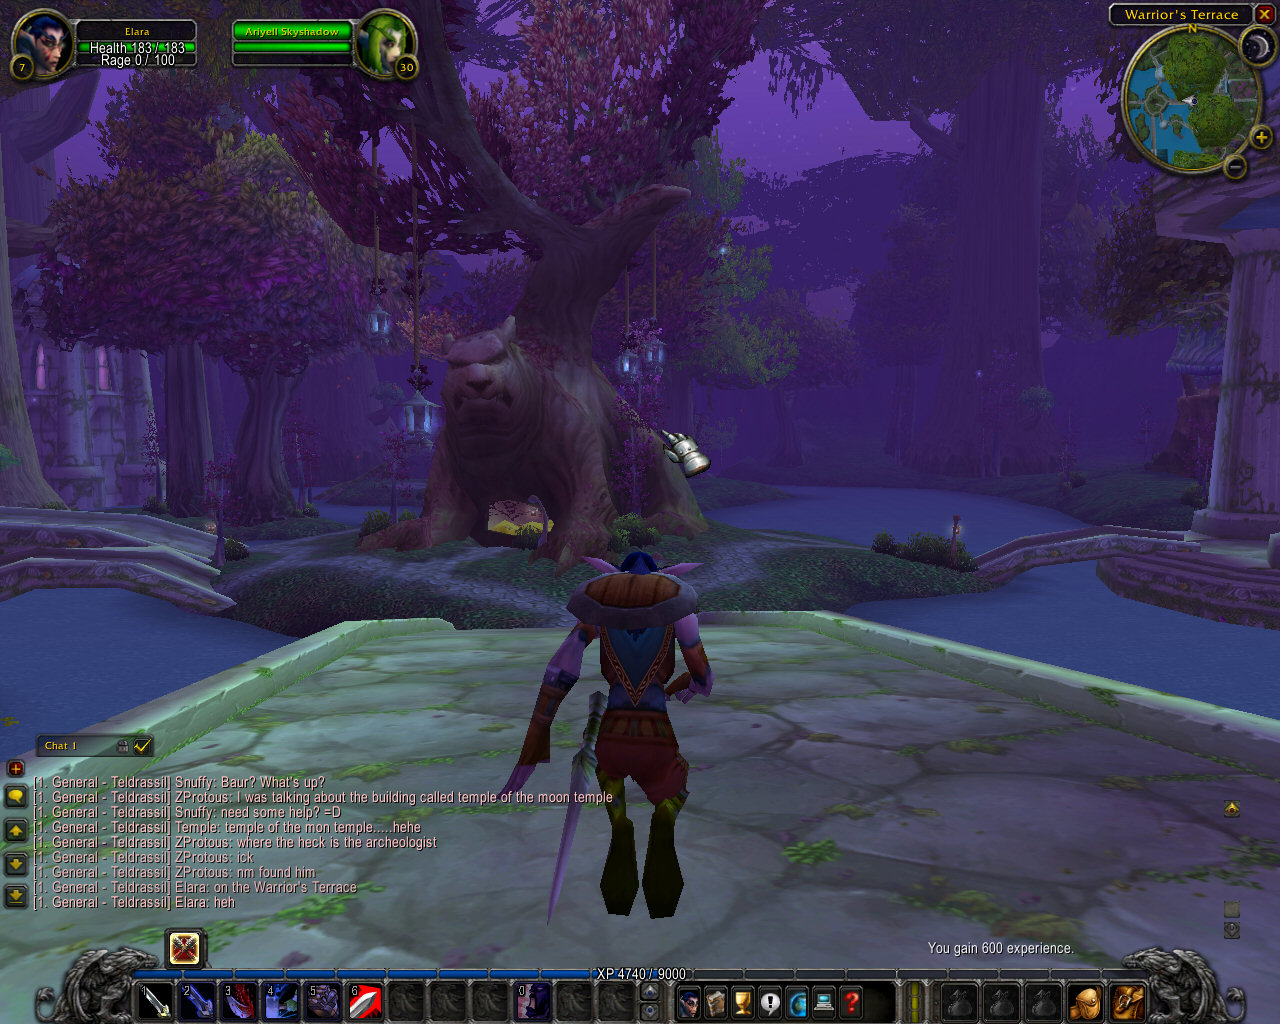 Elara
Health 183 / 183
Rage 0 / 100
7
Ariyell Skyshadow
30
Warrior's Terrace
N
Chat 1
[1. General - Teldrassil] Snuffy: Baur? What's up?
[1. General - Teldrassil] ZProtous: I was talking about the building called temple of the moon temple
[1. General - Teldrassil] Snuffy: need some help? =D
[1. General - Teldrassil] Temple: temple of the mon temple.....hehe
[1. General - Teldrassil] ZProtous: where the heck is the archeologist
[1. General - Teldrassil] ZProtous: ick
[1. General - Teldrassil] ZProtous: nm found him
[1. General - Teldrassil] Elara: on the Warrior's Terrace
[1. General - Teldrassil] Elara: heh
You gain 600 experience.
XP 4740 / 9000
1 2 3 4 5 6 0